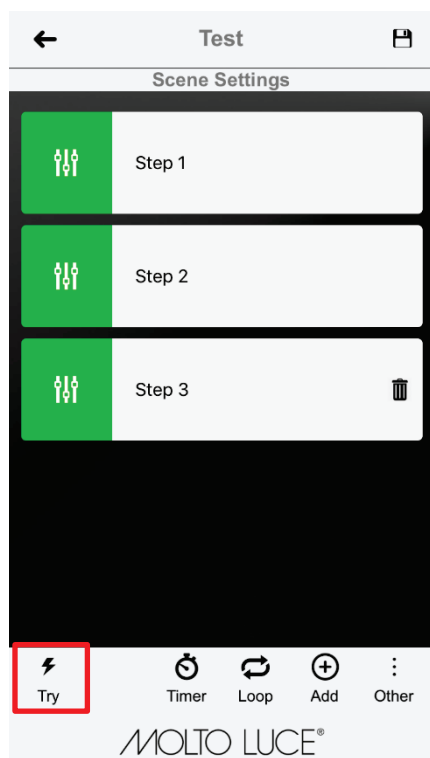 Test
Scene Settings
Step 1
Step 2
Step 3
Try Timer Loop Add Other
MOLTO LUCE®